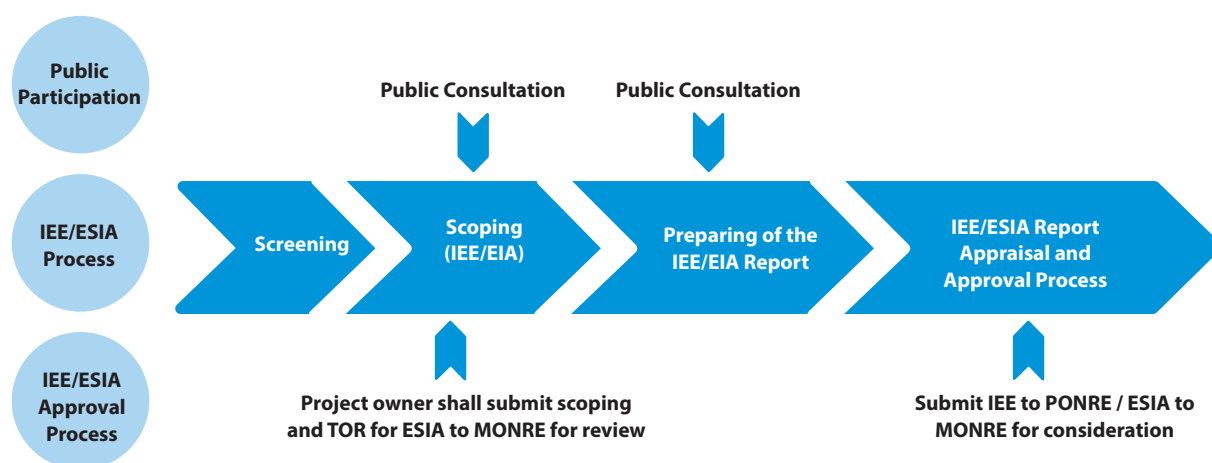 Public
Participation
Public Consultation
Public Consultation
IEE/ESIA
Process
Screening
Scoping
(IEE/EIA)
Preparing of the
IEE/EIA Report
IEE/ESIA Report
Appraisal and
Approval Process
IEE/ESIA
Approval
Process
Project owner shall submit scoping
and TOR for ESIA to MONRE for review
Submit IEE to PONRE / ESIA to
MONRE for consideration